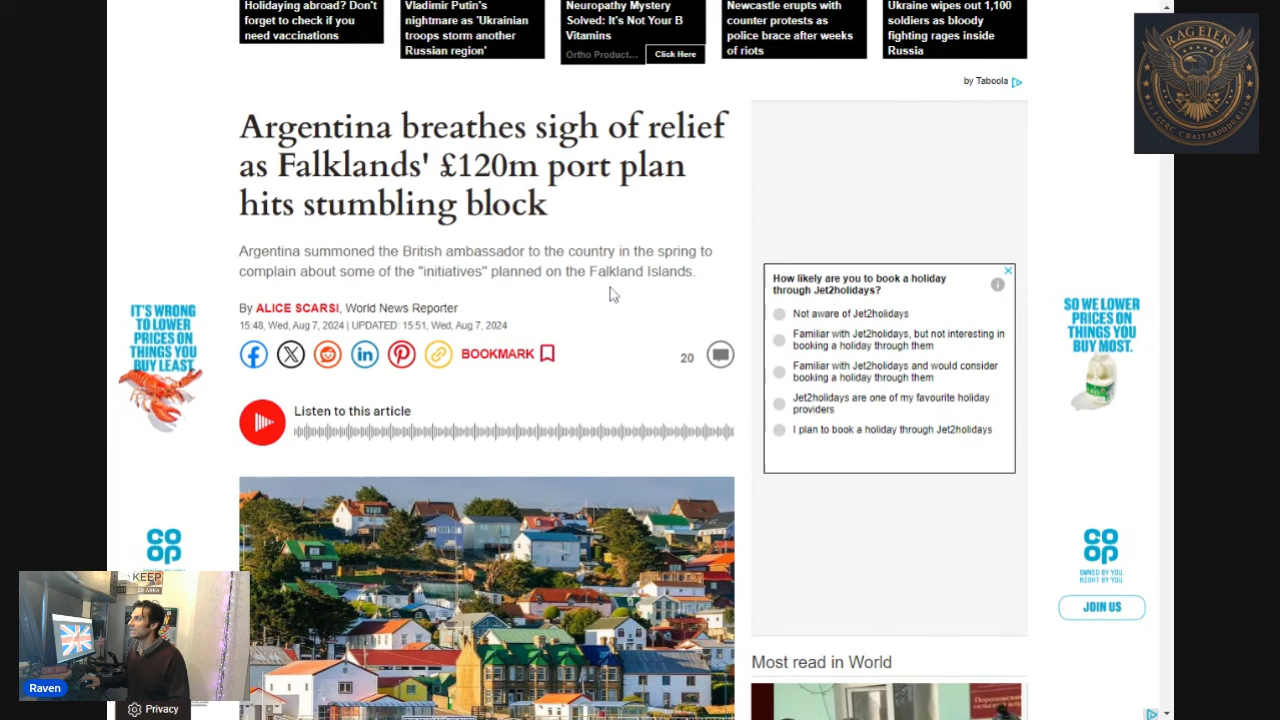 Holidaying abroad? Don't
forget to check if you
need vaccinations
Vladimir Putin's
nightmare as 'Ukrainian
troops storm another
Russian region'
Neuropathy Mystery
Solved: It's Not Your B
Vitamins
Ortho Product...
Click Here
Newcastle erupts with
counter protests as
police brace after weeks
of riots
Ukraine wipes out 1,100
soldiers as bloody
fighting rages inside
Russia
by Taboola
Argentina breathes sigh of relief
as Falklands' £120m port plan
hits stumbling block
Argentina summoned the British ambassador to the country in the spring to
complain about some of the "initiatives" planned on the Falkland Islands.
By ALICE SCARSI, World News Reporter
15:48, Wed, Aug 7, 2024 | UPDATED: 15:51, Wed, Aug 7, 2024
BOOKMARK
20
Listen to this article
How likely are you to book a holiday
through Jet2holidays?
Not aware of Jet2holidays
Familiar with Jet2holidays, but not interesting in
booking a holiday through them
Familiar with Jet2holidays and would consider
booking a holiday through them
Jet2holidays are one of my favourite holiday
providers
I plan to book a holiday through Jet2holidays
Most read in World
IT'S WRONG
TO LOWER
PRICES ON
THINGS YOU
BUY LEAST.
CO
OP
SO WE LOWER
PRICES ON
THINGS YOU
BUY MOST.
CO
OP
OWNED BY YOU.
RIGHT BY YOU.
JOIN US
KEEP
Raven
Privacy